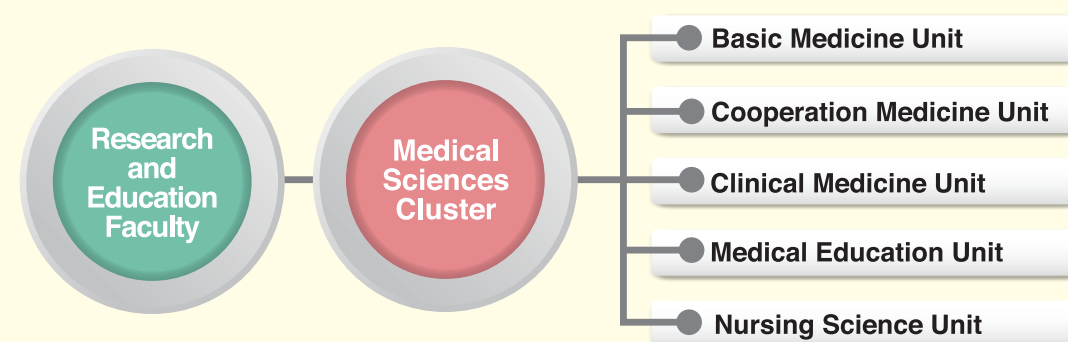 Research
and
Education
Faculty
Medical
Sciences
Cluster
Basic Medicine Unit
Cooperation Medicine Unit
Clinical Medicine Unit
Medical Education Unit
Nursing Science Unit